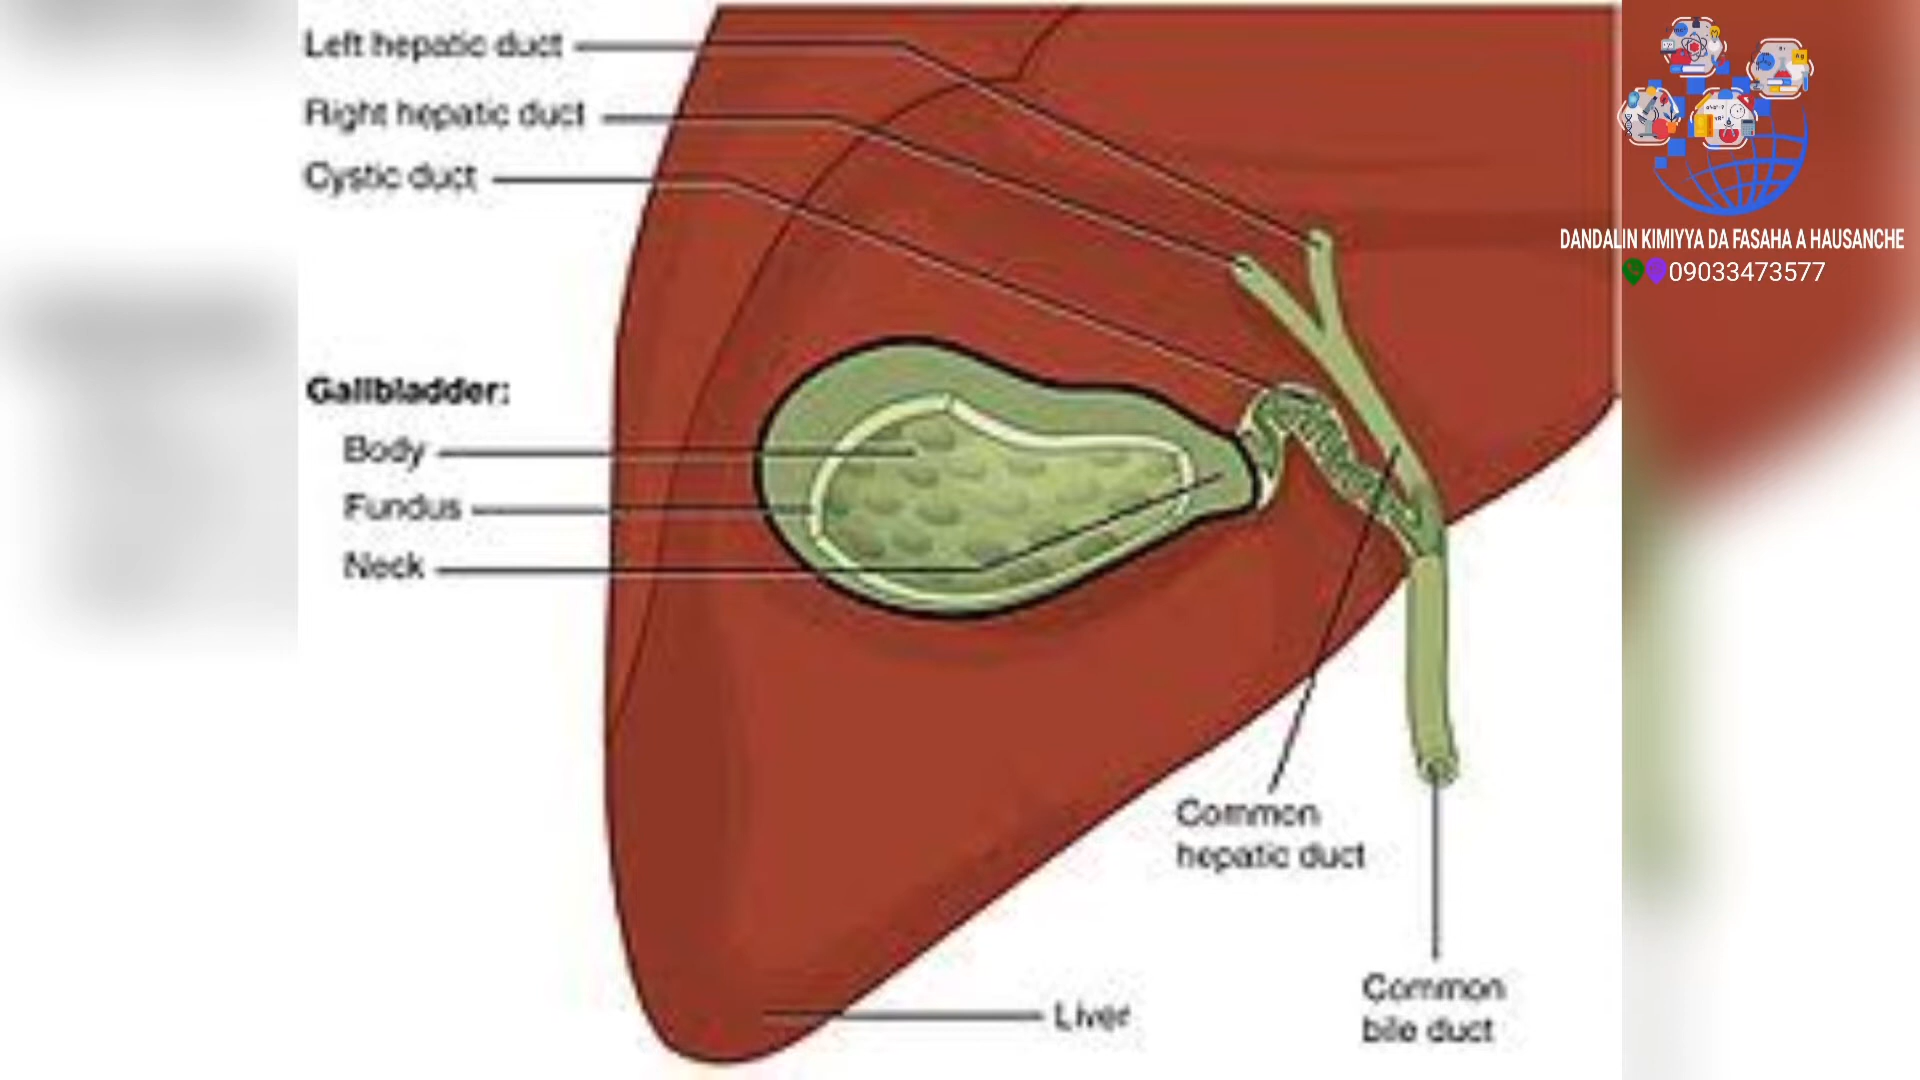 Left hepatic duct
Right hepatic duct
Cystic duct
Gallbladder:
Body
Fundus
Neck
Common
hepatic duct
Common
bile duct
Liver
DANDALIN KIMIYYA DA FASAHA A HAUSANCHE
09033473577